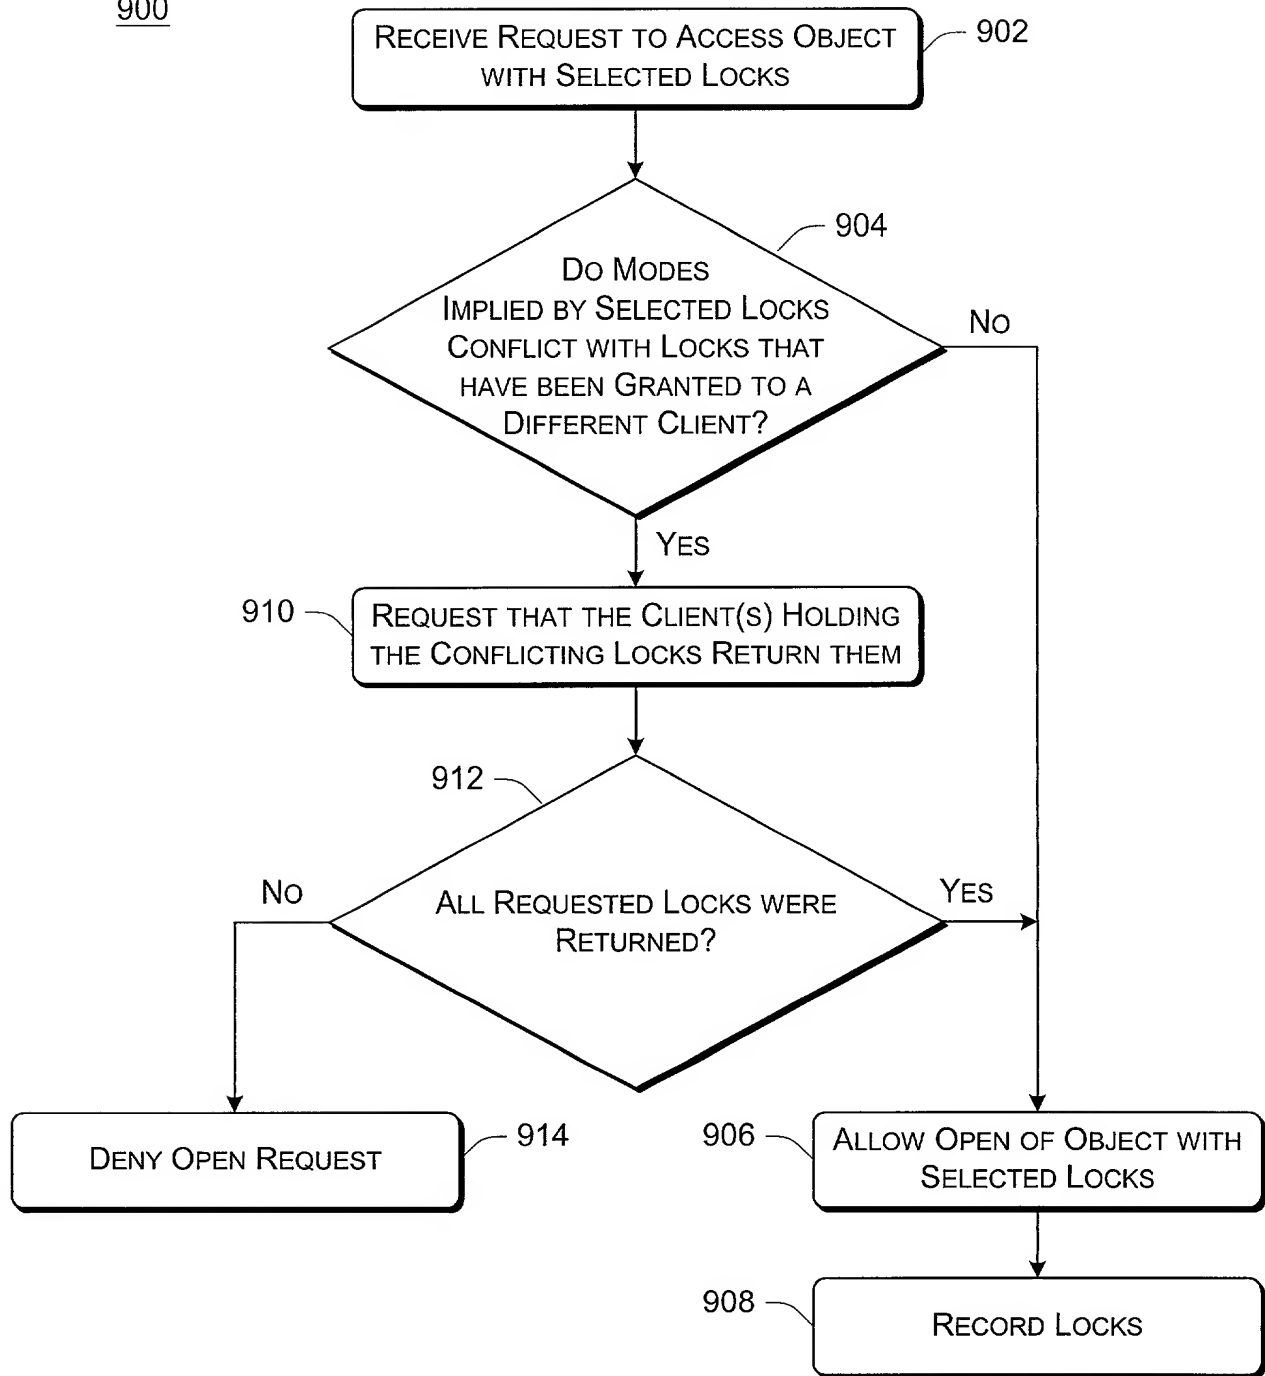 900
RECEIVE REQUEST TO ACCESS OBJECT
WITH SELECTED LOCKS
902
904
DO MODES
IMPLIED BY SELECTED LOCKS
CONFLICT WITH LOCKS THAT
HAVE BEEN GRANTED TO A
DIFFERENT CLIENT?
NO
YES
910
REQUEST THAT THE CLIENT(S) HOLDING
THE CONFLICTING LOCKS RETURN THEM
912
NO
ALL REQUESTED LOCKS WERE
RETURNED?
YES
DENY OPEN REQUEST
914
906
ALLOW OPEN OF OBJECT WITH
SELECTED LOCKS
908
RECORD LOCKS